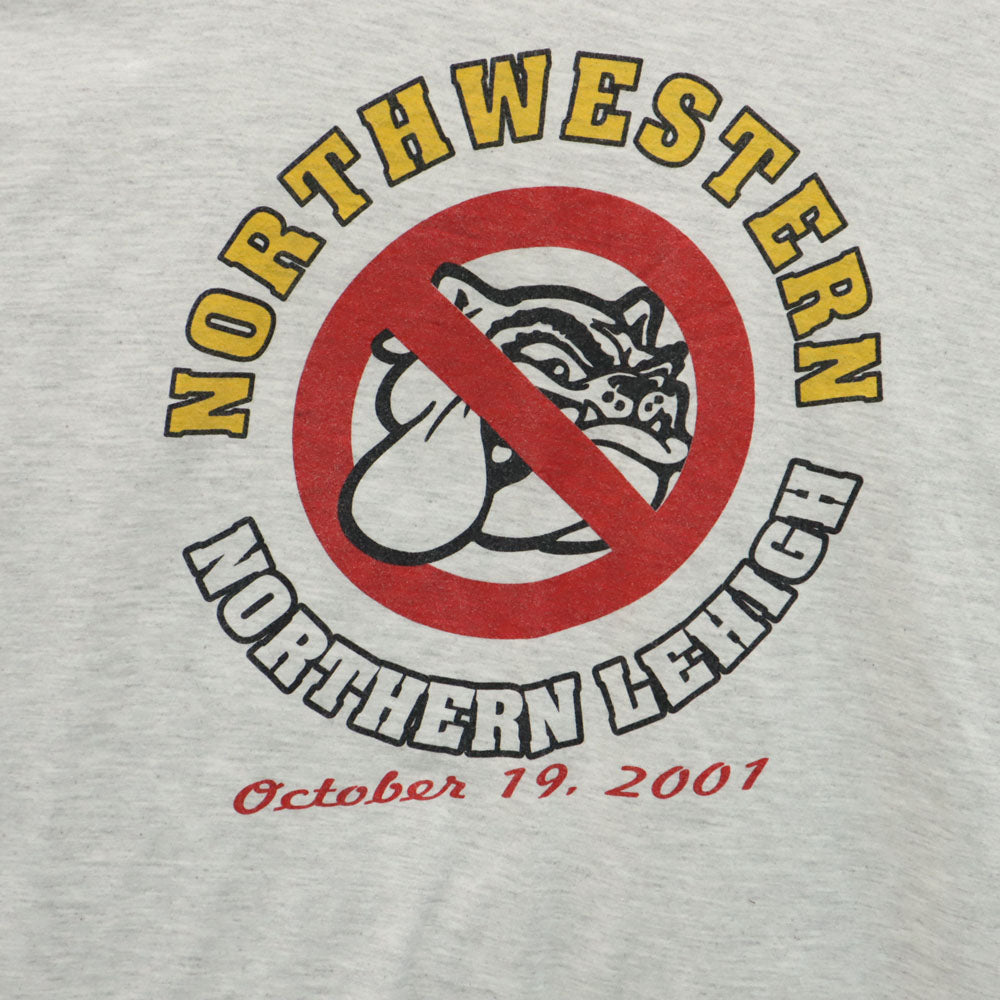 NORTHWESTERN
NORTHERN LEHIGH
October 19, 2001